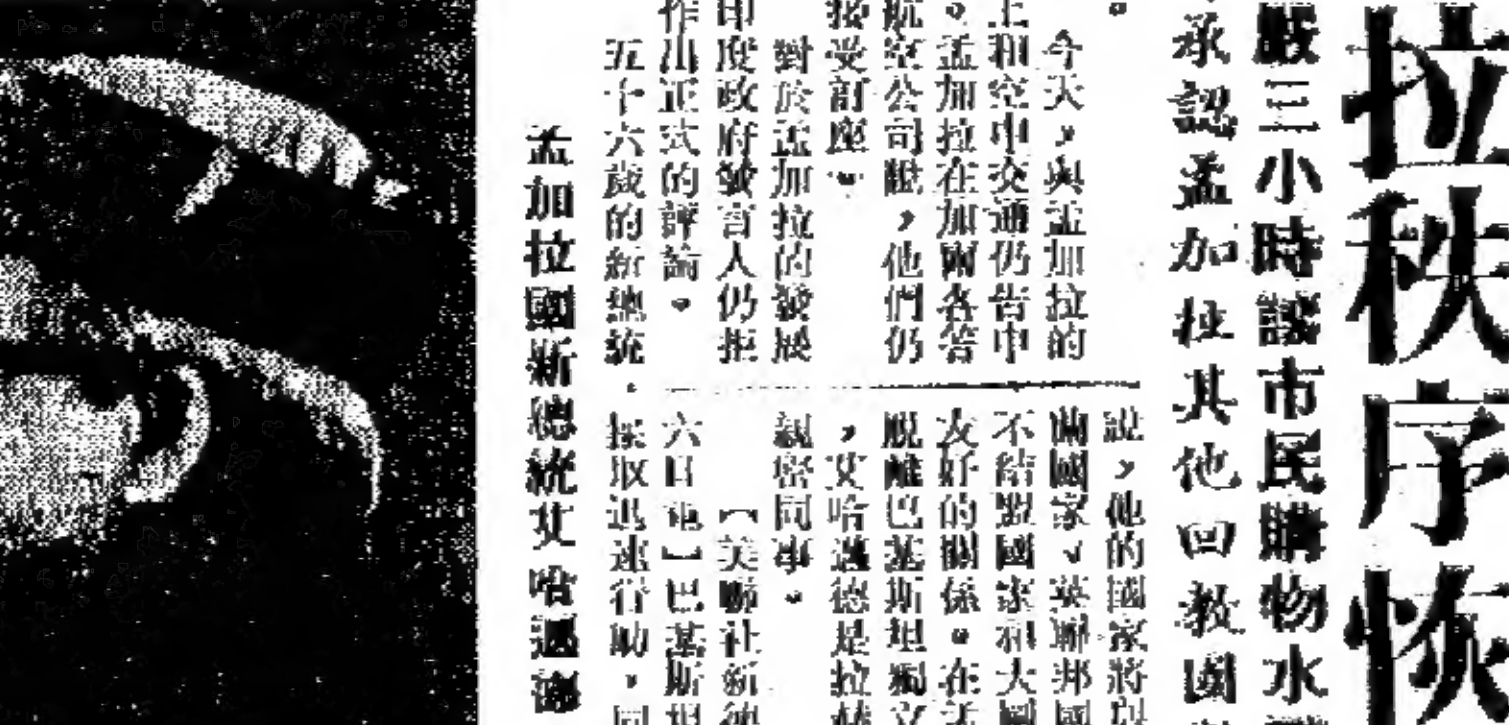 拉秩序恢
嚴三小時讓市民購物水
承認孟加拉其他回教國
。
今天,與孟加拉的
上和空中交通仍告中
。孟加拉在加爾各答
航空公司說,他們仍
接受訂座。
對於孟加拉的發展
印度政府發言人仍拒
作出正式的評論。
五十六歲的新總統,
說,他的國家將與
蘭國家、英聯邦國
不結盟國家和大國
友好的關係。在孟
脫離巴基斯坦獨立
,艾哈邁德是拉赫
親密同事。
【美聯社新德
六日電】巴基斯坦
採取迅速行動,同
孟加拉國新總統艾哈邁德